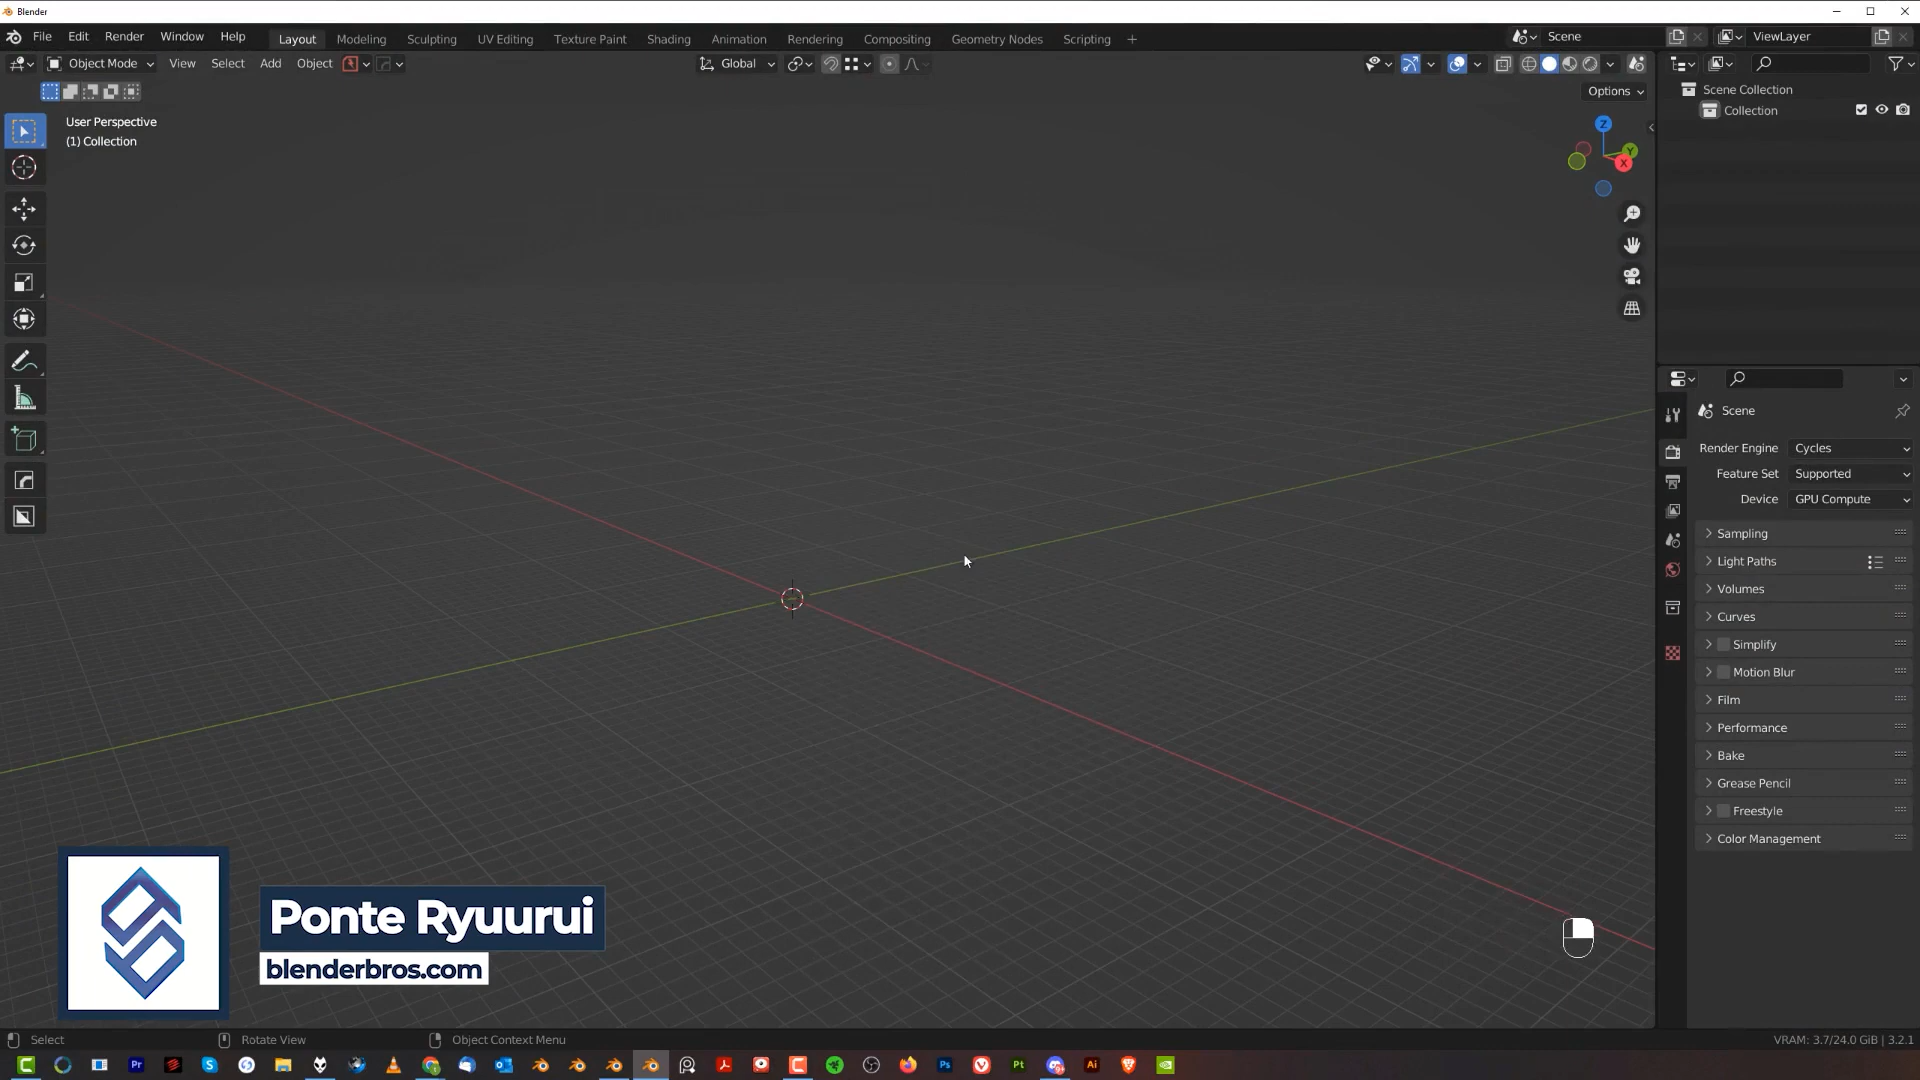 Blender
File Edit Render Window Help Layout Modeling Sculpting UV Editing Texture Paint Shading Animation Rendering Compositing Geometry Nodes Scripting + Scene ViewLayer
Object Mode View Select Add Object Global
Options
User Perspective
(1) Collection
Z
Y
X
Scene Collection
Collection
Scene
Render Engine Cycles
Feature Set Supported
Device GPU Compute
Sampling
Light Paths
Volumes
Curves
Simplify
Motion Blur
Film
Performance
Bake
Grease Pencil
Freestyle
Color Management
Ponte Ryuurui
blenderbros.com
Select Rotate View Object Context Menu VRAM: 3.7/24.0 GiB | 3.2.1
Pr S Ps Pt Ai